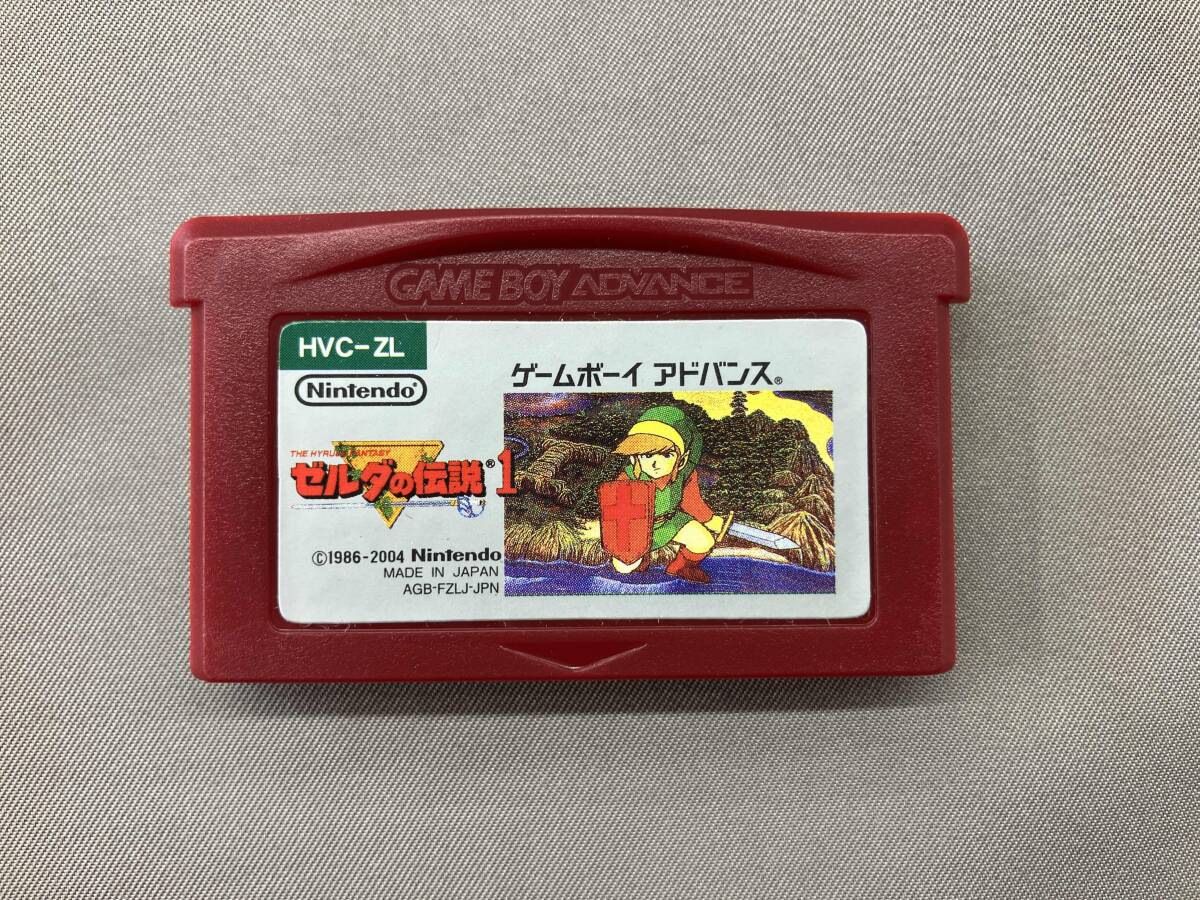 GAME BOY ADVANCE
HVC-ZL
Nintendo®
ゲームボーイ アドバンス®
THE HYRULE FANTASY
ゼルダの伝説®1
©1986-2004 Nintendo
MADE IN JAPAN
AGB-FZLJ-JPN